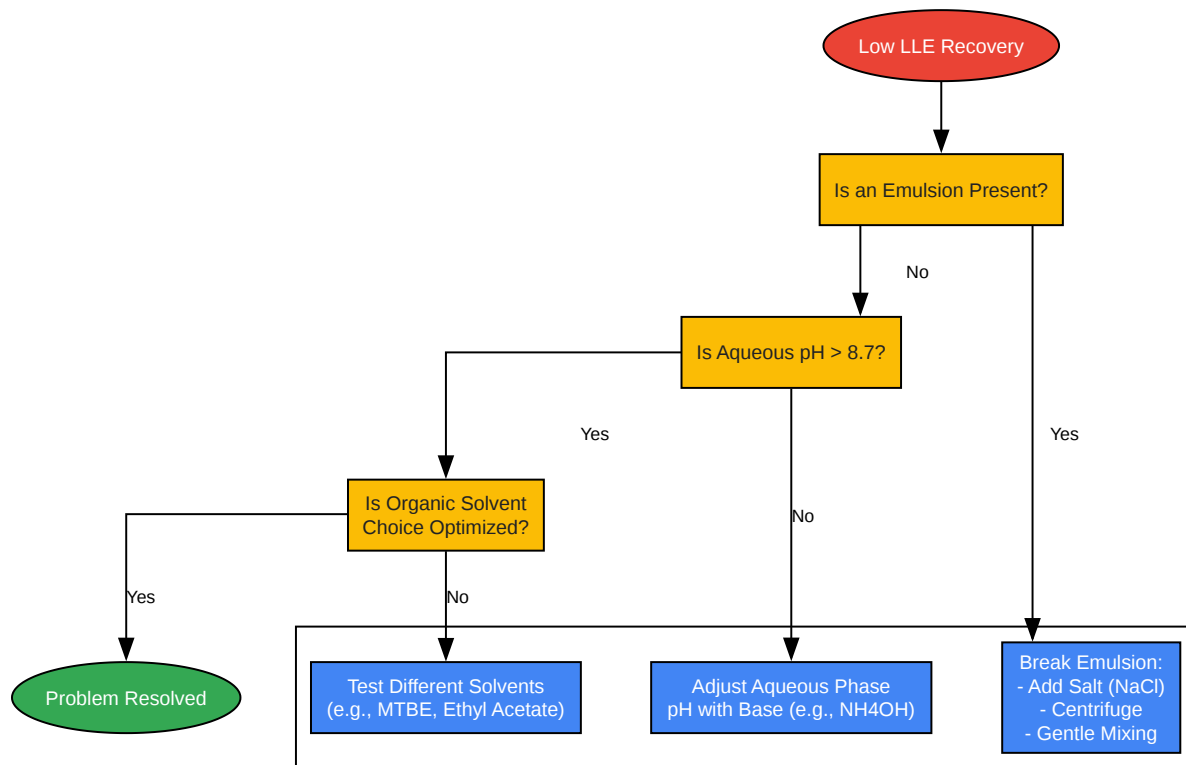 Low LLE Recovery
Is an Emulsion Present?
No
Is Aqueous pH > 8.7?
Yes
Yes
Is Organic Solvent
Choice Optimized?
No
Yes
No
Problem Resolved
Test Different Solvents
(e.g., MTBE, Ethyl Acetate)
Adjust Aqueous Phase
pH with Base (e.g., NH4OH)
Break Emulsion:
- Add Salt (NaCl)
- Centrifuge
- Gentle Mixing